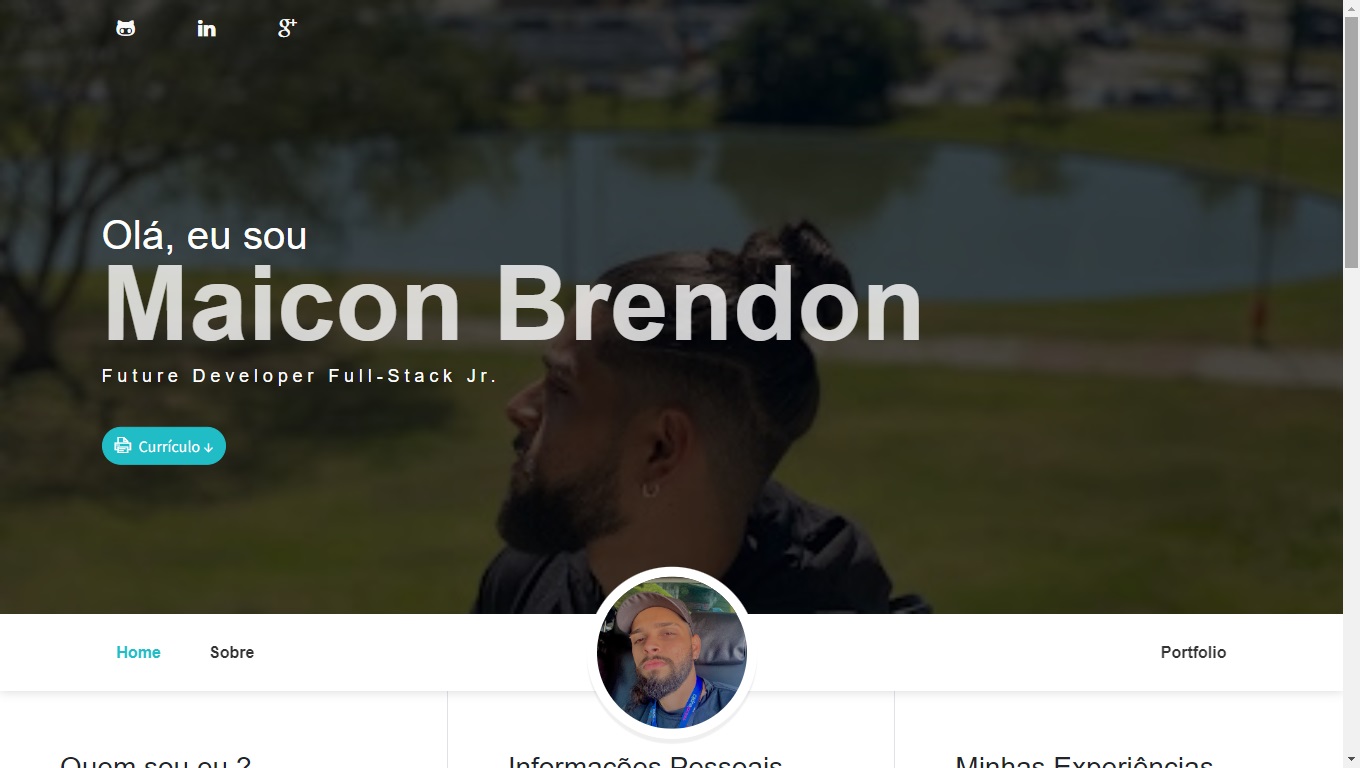 Olá, eu sou
Maicon Brendon
Future Developer Full-Stack Jr.
Currículo ↓
Home
Sobre
Portfolio
Quem sou eu ?
Informações Pessoais
Minhas Experiências